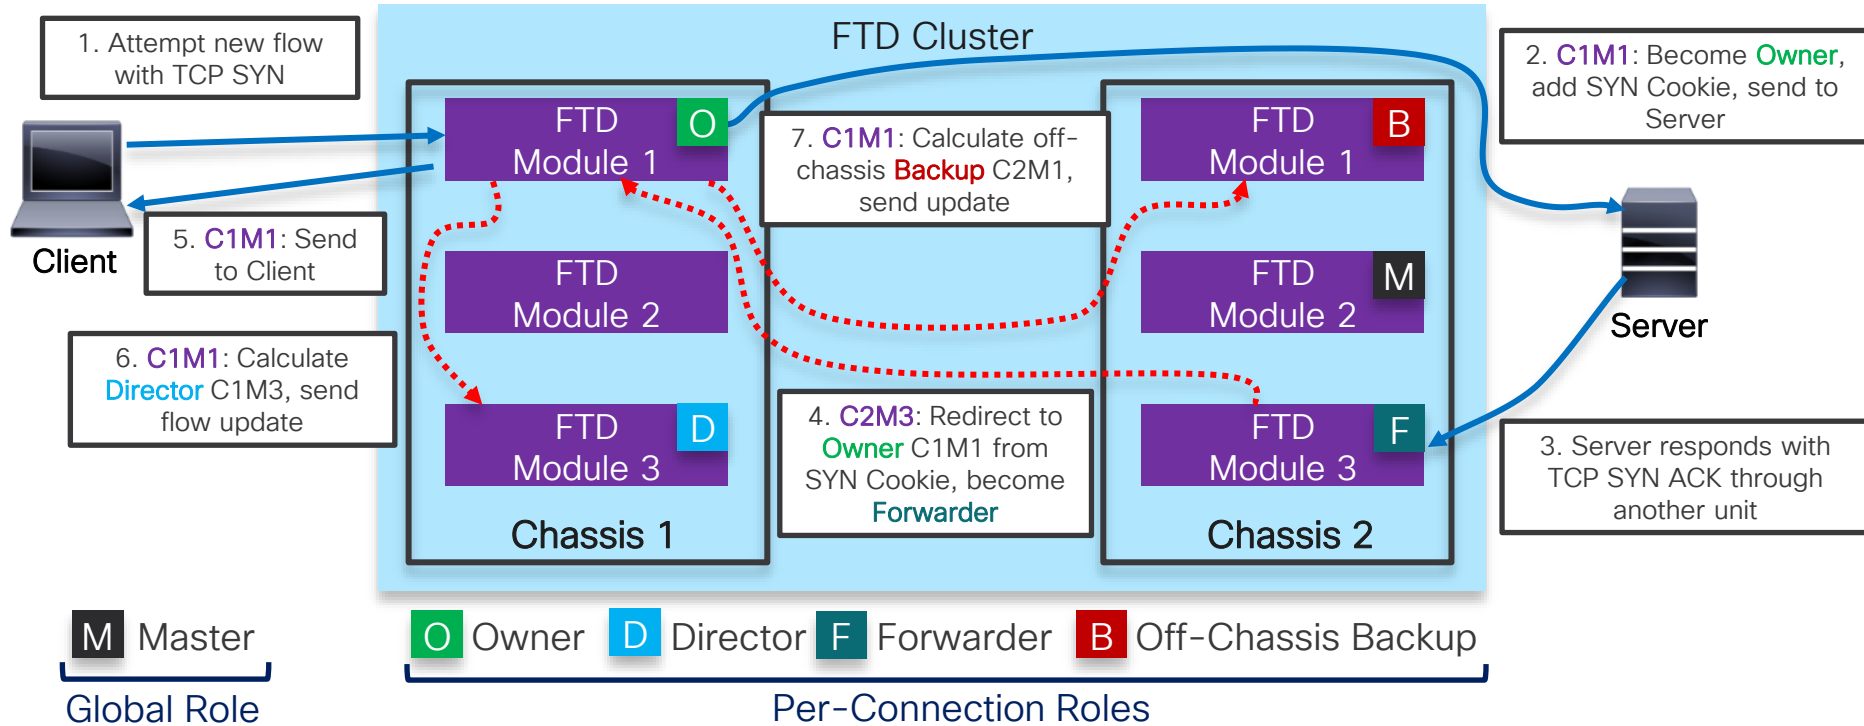 FTD Cluster
1. Attempt new flow
with TCP SYN
2. C1M1: Become Owner,
add SYN Cookie, send to
Server
FTD
Module 1
O
7. C1M1: Calculate off-
chassis Backup C2M1,
send update
FTD
Module 1
B
Client
5. C1M1: Send
to Client
FTD
Module 2
FTD
Module 2
M
Server
6. C1M1: Calculate
Director C1M3, send
flow update
FTD
Module 3
D
4. C2M3: Redirect to
Owner C1M1 from
SYN Cookie, become
Forwarder
FTD
Module 3
F
3. Server responds with
TCP SYN ACK through
another unit
Chassis 1
Chassis 2
M Master
O Owner
D Director
F Forwarder
B Off-Chassis Backup
Global Role
Per-Connection Roles